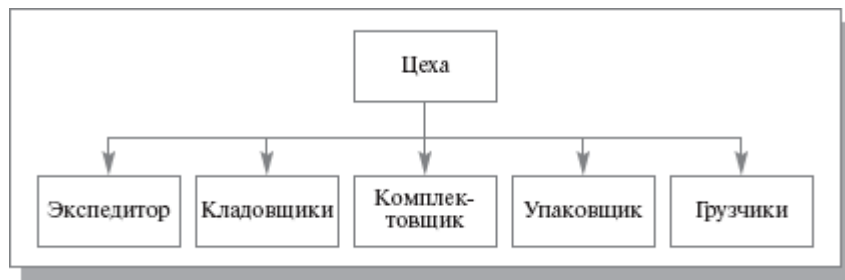 Цеха
Экспедитор
Кладовщики
Комплек-
товщик
Упаковщик
Грузчики